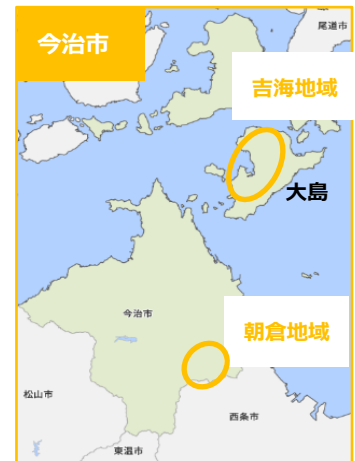 今治市
尾道市
吉海地域
大島
今治市
朝倉地域
松山市
西条市
東温市